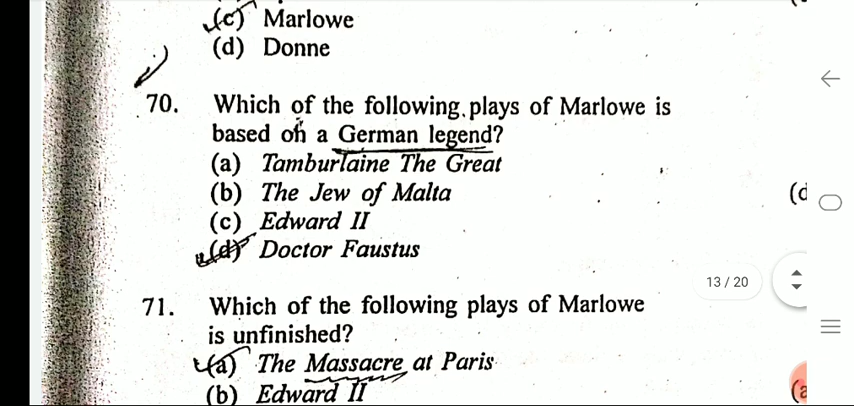 (c) Marlowe
(d) Donne
70. Which of the following plays of Marlowe is
based on a German legend?
(a) Tamburlaine The Great
(b) The Jew of Malta
(c) Edward II
(d) Doctor Faustus
(d
13 / 20
71. Which of the following plays of Marlowe
is unfinished?
(a) The Massacre at Paris
(b) Edward II
(a